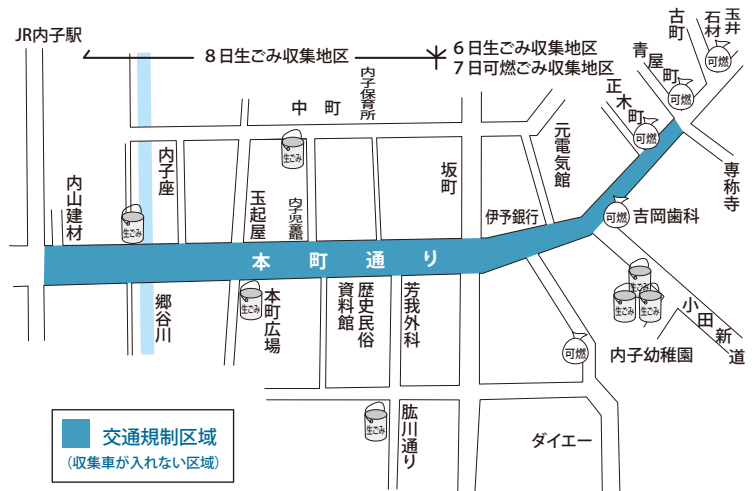 JR内子駅
8日生ごみ収集地区
6日生ごみ収集地区
7日可燃ごみ収集地区
古町
石材
玉井
青屋町
正木町
可燃
可燃
可燃
専称寺
内子保育所
中町
生ごみ
元電気館
坂町
内山建材
内子座
玉起屋
内子児童館
生ごみ
伊予銀行
可燃
吉岡歯科
本町通り
郷谷川
生ごみ
本町広場
歴史民俗
資料館
芳我外科
生ごみ
生ごみ
生ごみ
小田新道
内子幼稚園
可燃
生ごみ
肱川通り
ダイエー
交通規制区域
(収集車が入れない区域)